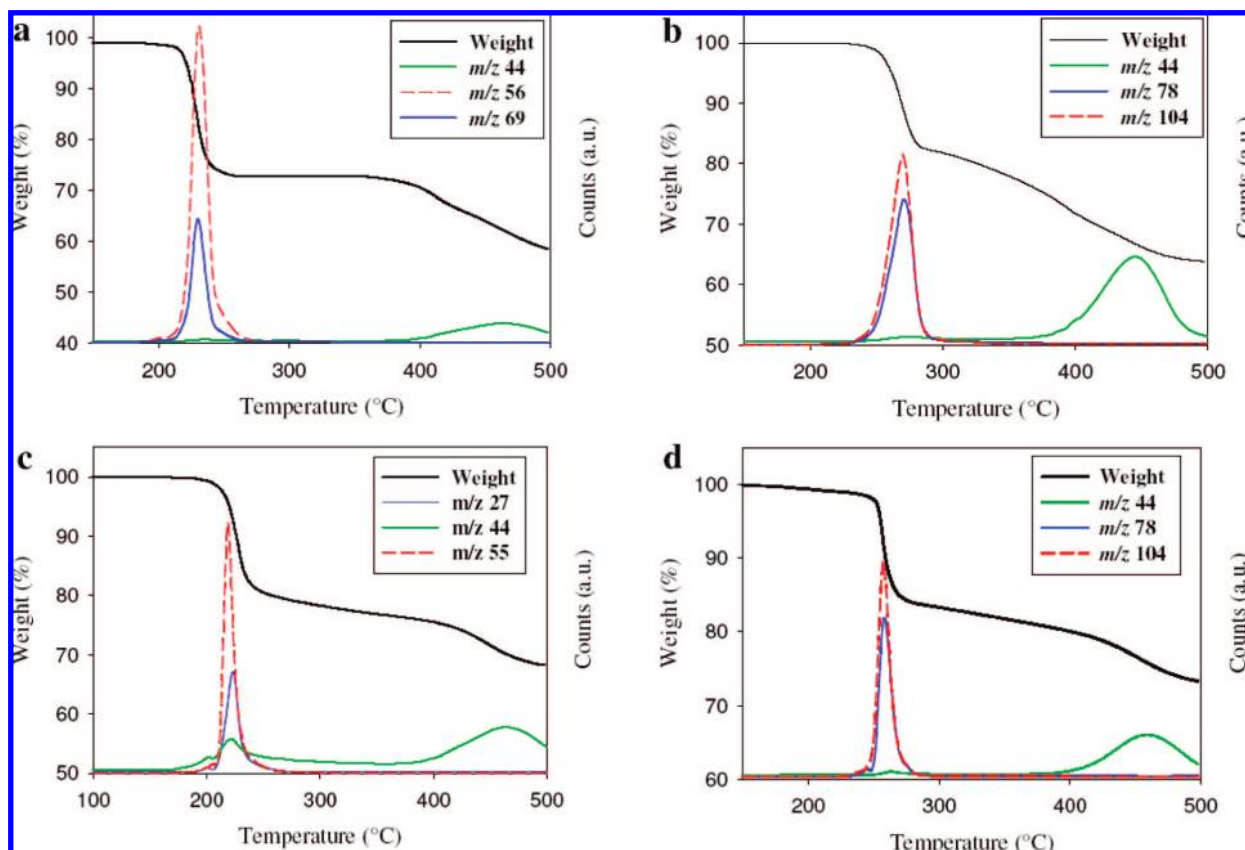 a
Weight
m/z 44
m/z 56
m/z 69
100
90
80
70
60
50
40
Weight (%)
Counts (a.u.)
200
300
400
500
Temperature (°C)
b
Weight
m/z 44
m/z 78
m/z 104
100
90
80
70
60
50
Weight (%)
Counts (a.u.)
200
300
400
500
Temperature (°C)
c
Weight
m/z 27
m/z 44
m/z 55
100
90
80
70
60
50
Weight (%)
Counts (a.u.)
100
200
300
400
500
Temperature (°C)
d
Weight
m/z 44
m/z 78
m/z 104
100
90
80
70
60
Weight (%)
Counts (a.u.)
200
300
400
500
Temperature (°C)